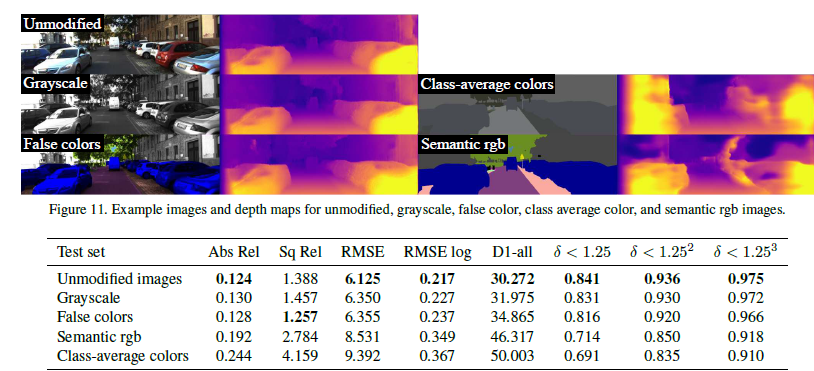 Unmodified
Grayscale
Class-average colors
False colors
Semantic rgb
Figure 11. Example images and depth maps for unmodified, grayscale, false color, class average color, and semantic rgb images.
Test set Abs Rel Sq Rel RMSE RMSE log D1-all δ < 1.25 δ < 1.25² δ < 1.25³
Unmodified images 0.124 1.388 6.125 0.217 30.272 0.841 0.936 0.975
Grayscale 0.130 1.457 6.350 0.227 31.975 0.831 0.930 0.972
False colors 0.128 1.257 6.355 0.237 34.865 0.816 0.920 0.966
Semantic rgb 0.192 2.784 8.531 0.349 46.317 0.714 0.850 0.918
Class-average colors 0.244 4.159 9.392 0.367 50.003 0.691 0.835 0.910